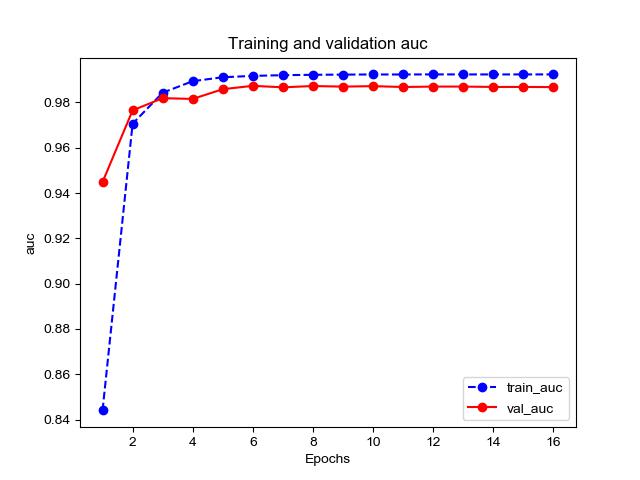 Training and validation auc
auc
0.98
0.96
0.94
0.92
0.90
0.88
0.86
0.84
train_auc
val_auc
2 4 6 8 10 12 14 16
Epochs